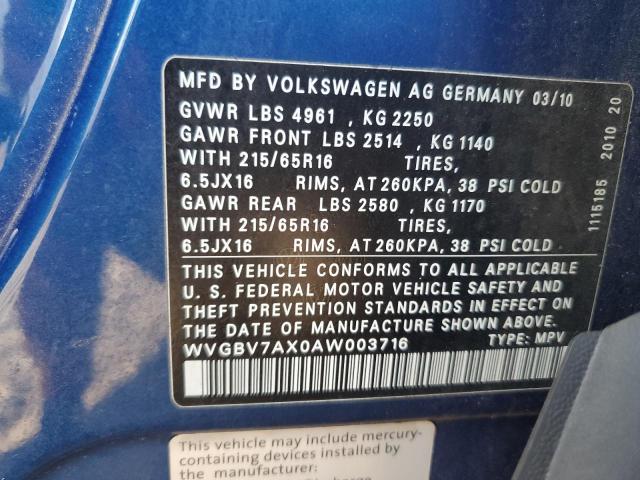 MFD BY VOLKSWAGEN AG GERMANY 03/10
GVWR LBS 4961 , KG 2250
GAWR FRONT LBS 2514 , KG 1140
WITH 215/65R16 TIRES,
6.5JX16 RIMS, AT 260KPA, 38 PSI COLD
GAWR REAR LBS 2580 , KG 1170
WITH 215/65R16 TIRES,
6.5JX16 RIMS, AT 260KPA, 38 PSI COLD
THIS VEHICLE CONFORMS TO ALL APPLICABLE
U. S. FEDERAL MOTOR VEHICLE SAFETY AND
THEFT PREVENTION STANDARDS IN EFFECT ON
THE DATE OF MANUFACTURE SHOWN ABOVE.
WVGBV7AX0AW003716 TYPE: MPV
1115185 2010 20
This vehicle may include mercury-
containing devices installed by
the manufacturer: